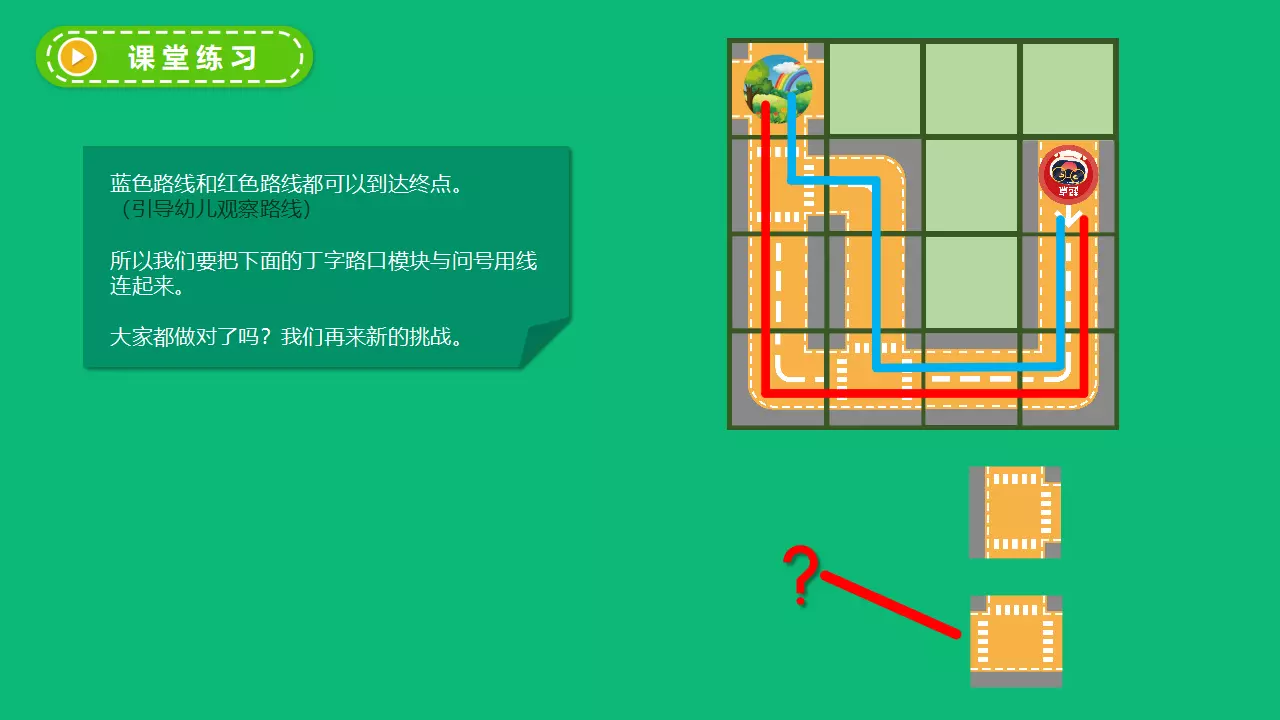 课堂练习
蓝色路线和红色路线都可以到达终点。
（引导幼儿观察路线）
所以我们要把下面的丁字路口模块与问号用线
连起来。
大家都做对了吗？我们再来新的挑战。
起点
?